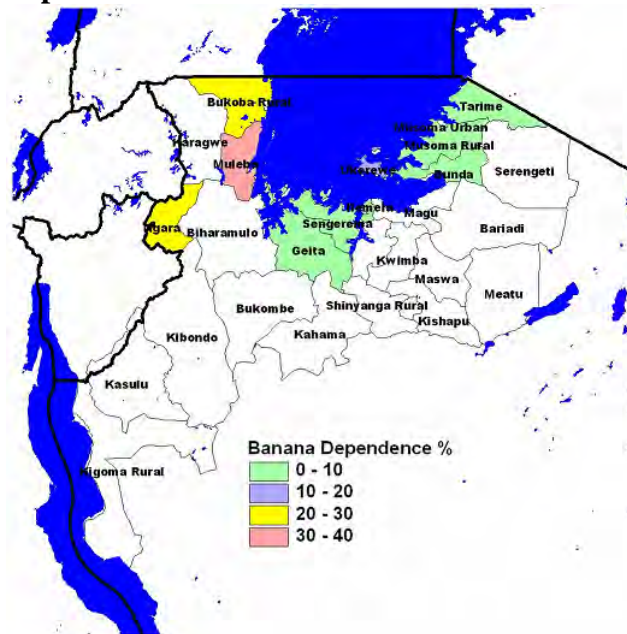 Bukoba Rural
Tarime
Musoma Urban
Karagwe
Musoma Rural
Muleba
Ukerewe
Bunda
Serengeti
Ilemela
Magu
Ngara
Biharamulo
Sengerema
Bariadi
Geita
Kwimba
Maswa
Meatu
Bukombe
Shinyanga Rural
Kishapu
Kibondo
Kahama
Kasulu
Banana Dependence %
0 - 10
Kigoma Rural
10 - 20
20 - 30
30 - 40